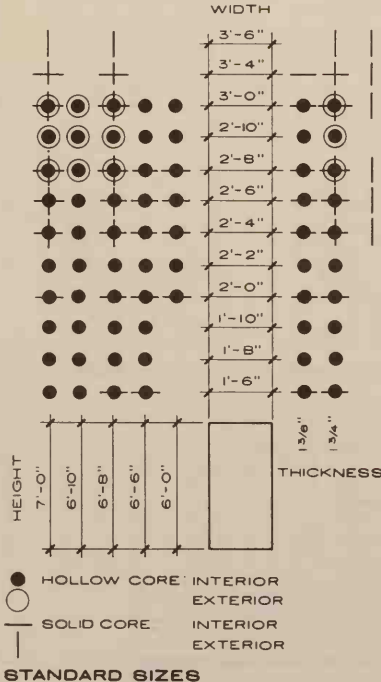 WIDTH
3'-6"
3'-4"
3'-0"
2'-10"
2'-8"
2'-6"
2'-4"
2'-2"
2'-0"
1'-10"
1'-8"
1'-6"
HEIGHT
7'-0"
6'-10"
6'-8"
6'-6"
6'-0"
1 3/8"
1 3/4"
THICKNESS
HOLLOW CORE INTERIOR
EXTERIOR
SOLID CORE INTERIOR
EXTERIOR
STANDARD SIZES